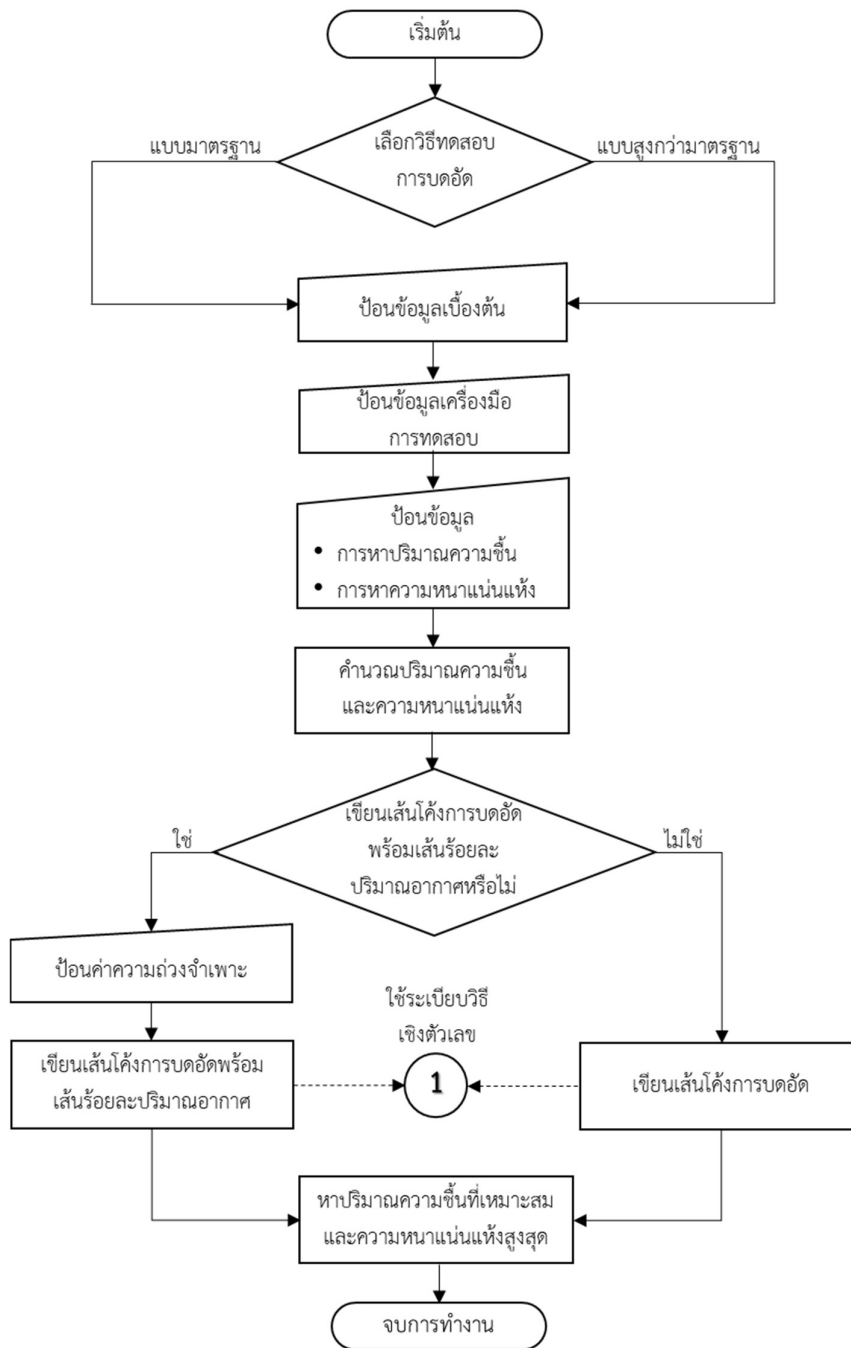 เริ่มต้น
เลือกวิธีทดสอบ
การบดอัด
แบบมาตรฐาน
แบบสูงกว่ามาตรฐาน
ป้อนข้อมูลเบื้องต้น
ป้อนข้อมูลเครื่องมือ
การทดสอบ
ป้อนข้อมูล
• การหาปริมาณความชื้น
• การหาความหนาแน่นแห้ง
คำนวณปริมาณความชื้น
และความหนาแน่นแห้ง
เขียนเส้นโค้งการบดอัด
พร้อมเส้นร้อยละ
ปริมาณอากาศหรือไม่
ใช่
ไม่ใช่
ป้อนค่าความถ่วงจำเพาะ
ใช้ระเบียบวิธี
เชิงตัวเลข
เขียนเส้นโค้งการบดอัดพร้อม
เส้นร้อยละปริมาณอากาศ
1
เขียนเส้นโค้งการบดอัด
หาปริมาณความชื้นที่เหมาะสม
และความหนาแน่นแห้งสูงสุด
จบการทำงาน